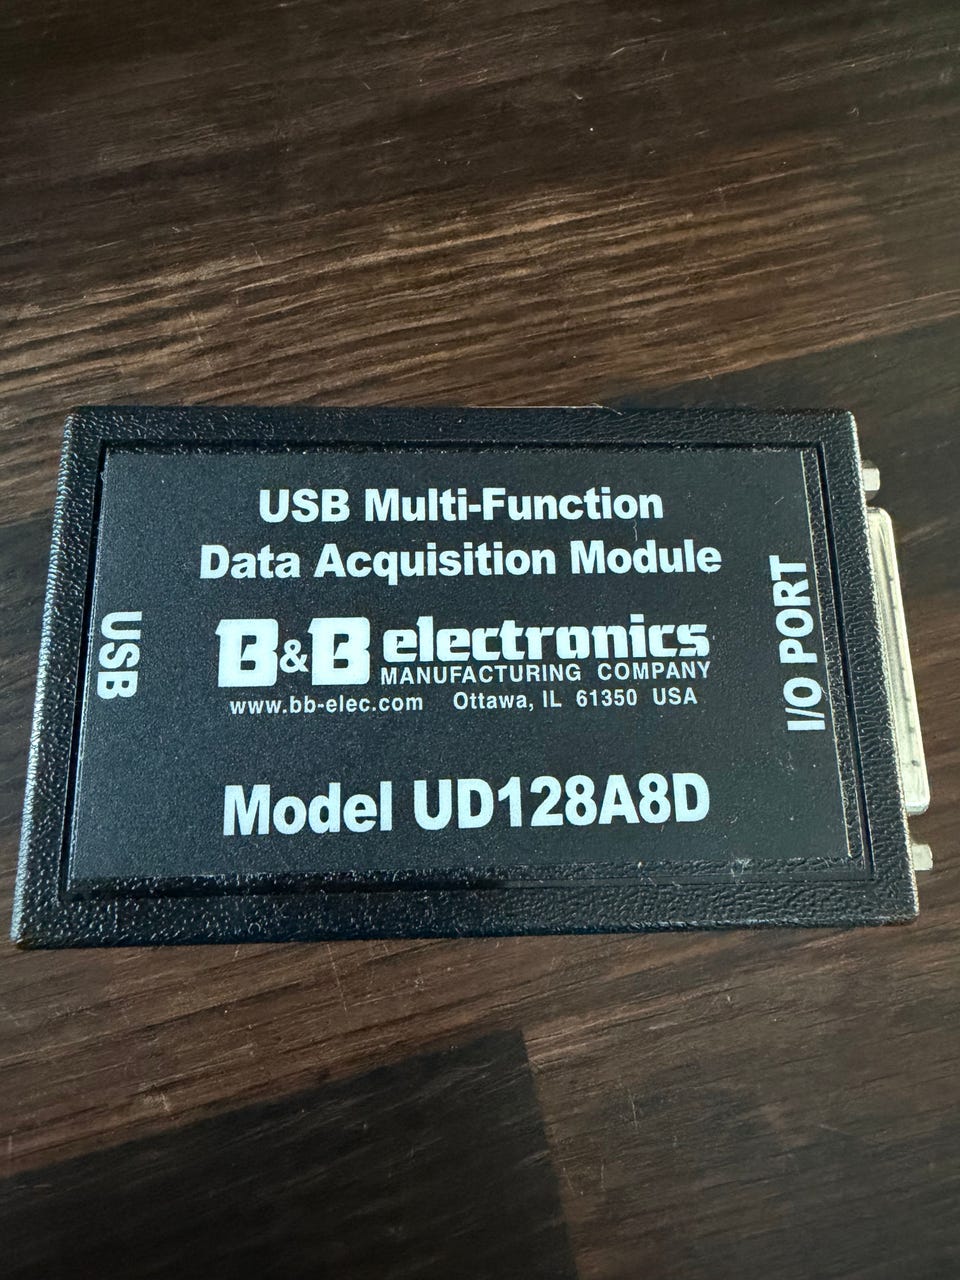 USB Multi-Function
Data Acquisition Module
USB
B&B electronics
MANUFACTURING COMPANY
www.bb-elec.com Ottawa, IL 61350 USA
I/O PORT
Model UD128A8D